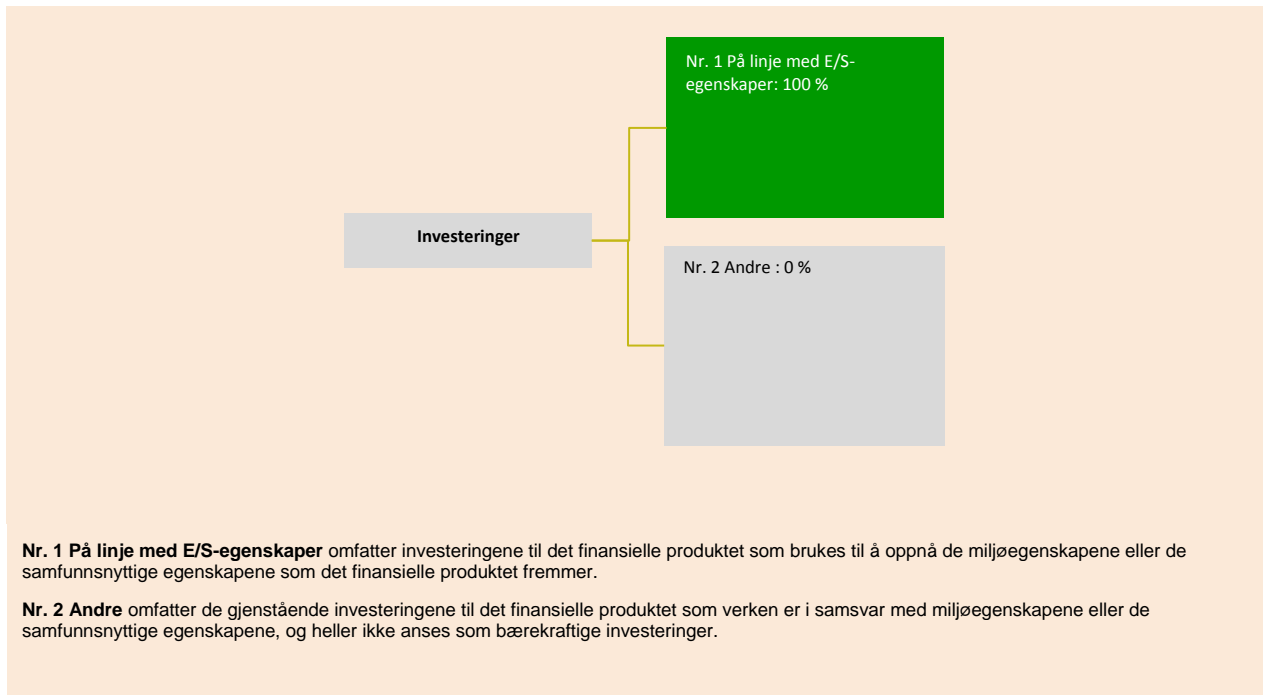 Nr. 1 På linje med E/S-
egenskaper: 100 %
Investeringer
Nr. 2 Andre : 0 %
Nr. 1 På linje med E/S-egenskaper omfatter investeringene til det finansielle produktet som brukes til å oppnå de miljøegenskapene eller de
samfunnsnyttige egenskapene som det finansielle produktet fremmer.
Nr. 2 Andre omfatter de gjenstående investeringene til det finansielle produktet som verken er i samsvar med miljøegenskapene eller de
samfunnsnyttige egenskapene, og heller ikke anses som bærekraftige investeringer.